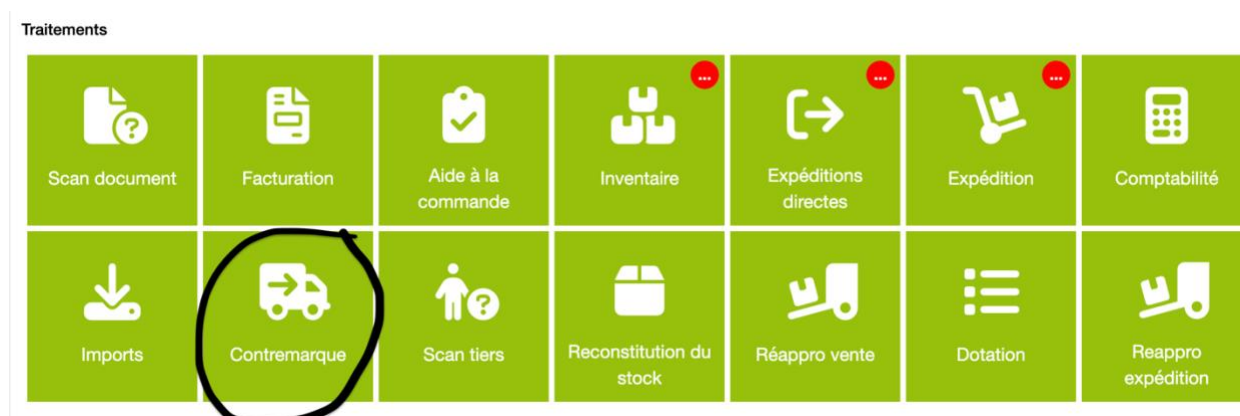 Traitements
Scan document
Facturation
Aide à la
commande
Inventaire
...
Expéditions
directes
...
Expédition
...
Comptabilité
Imports
Contremarque
Scan tiers
Reconstitution du
stock
Réappro vente
Dotation
Reappro
expédition